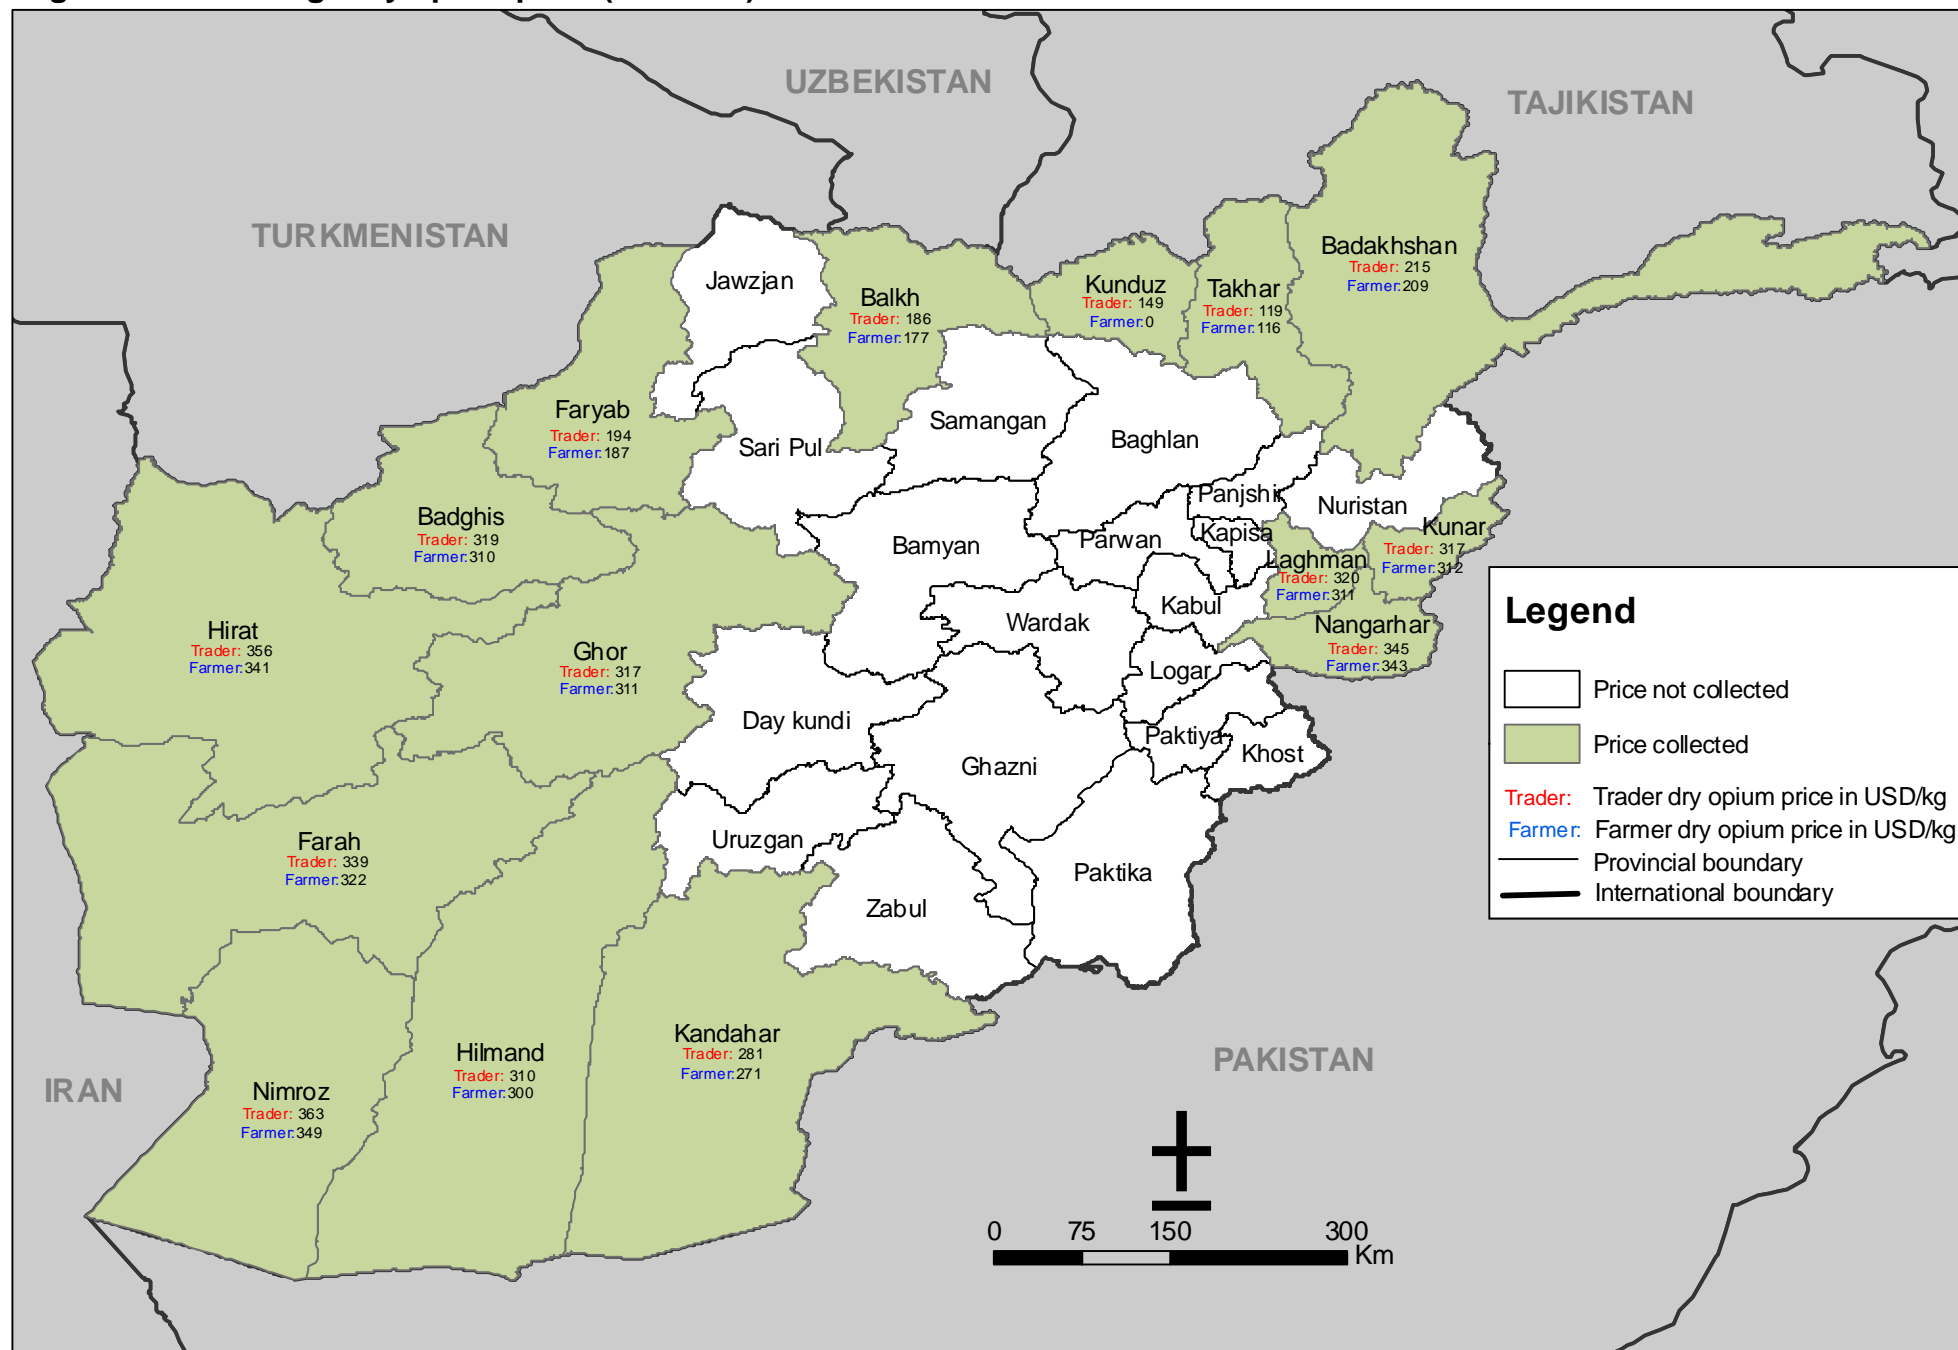 UZBEKISTAN
TAJIKISTAN
TURKMENISTAN
Badakhshan
Trader: 215
Farmer:209
Jawzjan
Balkh
Trader: 186
Farmer:177
Kunduz
Trader: 149
Farmer:0
Takhar
Trader: 119
Farmer:116
Faryab
Trader: 194
Farmer:187
Sari Pul
Samangan
Baghlan
Badghis
Trader: 319
Farmer:310
Panjshir
Nuristan
Kunar
Trader: 317
Farmer:312
Bamyan
Parwan
Kapisa
Laghman
Trader: 320
Farmer:311
Hirat
Trader: 356
Farmer:341
Ghor
Trader: 317
Farmer:311
Wardak
Kabul
Nangarhar
Trader: 345
Farmer:343
Logar
Day kundi
Paktiya
Khost
Ghazni
Uruzgan
Farah
Trader: 339
Farmer:322
Paktika
Zabul
Kandahar
Trader: 281
Farmer:271
Hilmand
Trader: 310
Farmer:300
Nimroz
Trader: 363
Farmer:349
IRAN
PAKISTAN
Legend
Price not collected
Price collected
Trader: Trader dry opium price in USD/kg
Farmer: Farmer dry opium price in USD/kg
Provincial boundary
International boundary
0 75 150 300
Km